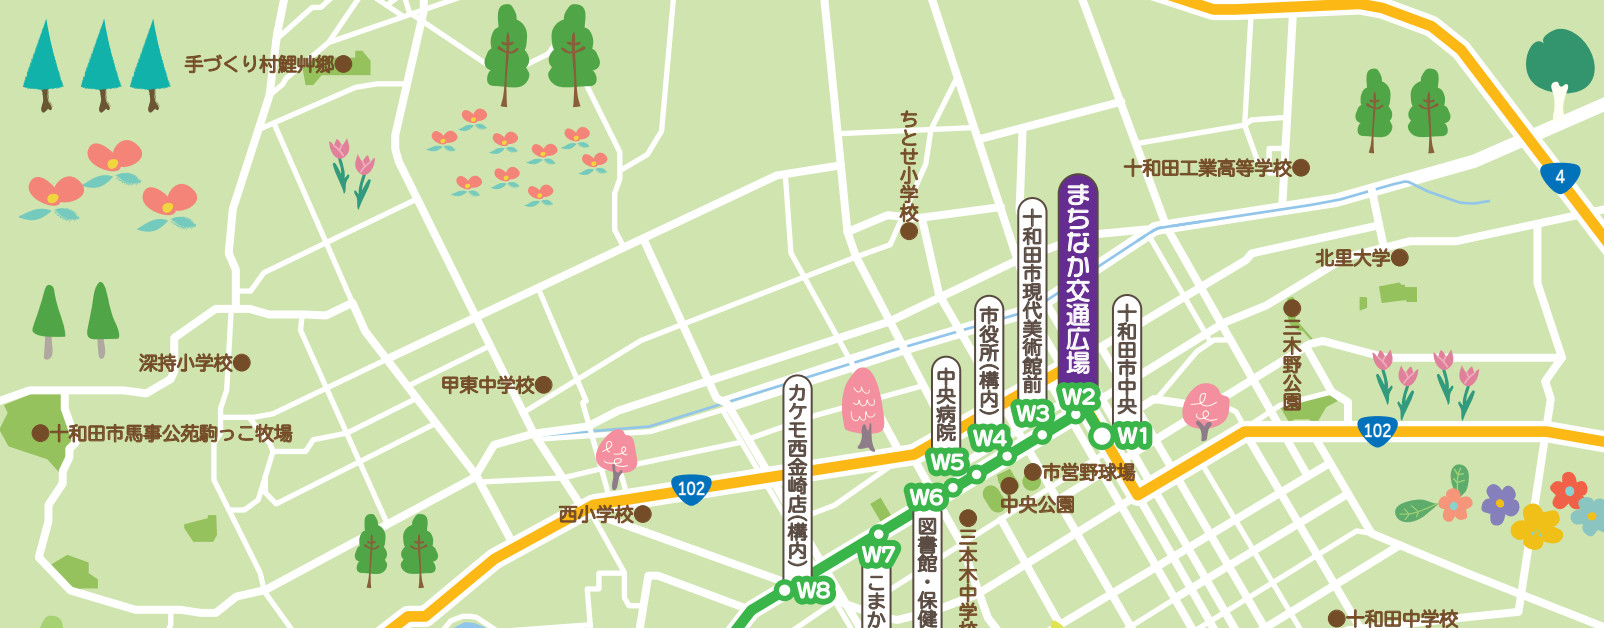 手づくり村鯉艸郷
ちとせ小学校
十和田工業高等学校
4
北里大学
まちなか交通広場
十和田市現代美術館前
市役所(構内)
十和田市中央
中央病院
カケモ西金崎店(構内)
三木野公園
深持小学校
甲東中学校
十和田市馬事公苑駒っこ牧場
102
102
西小学校
W1
W2
W3
W4
W5
W6
W7
W8
市営野球場
中央公園
三本木中学校
図書館・保健
こまか
十和田中学校